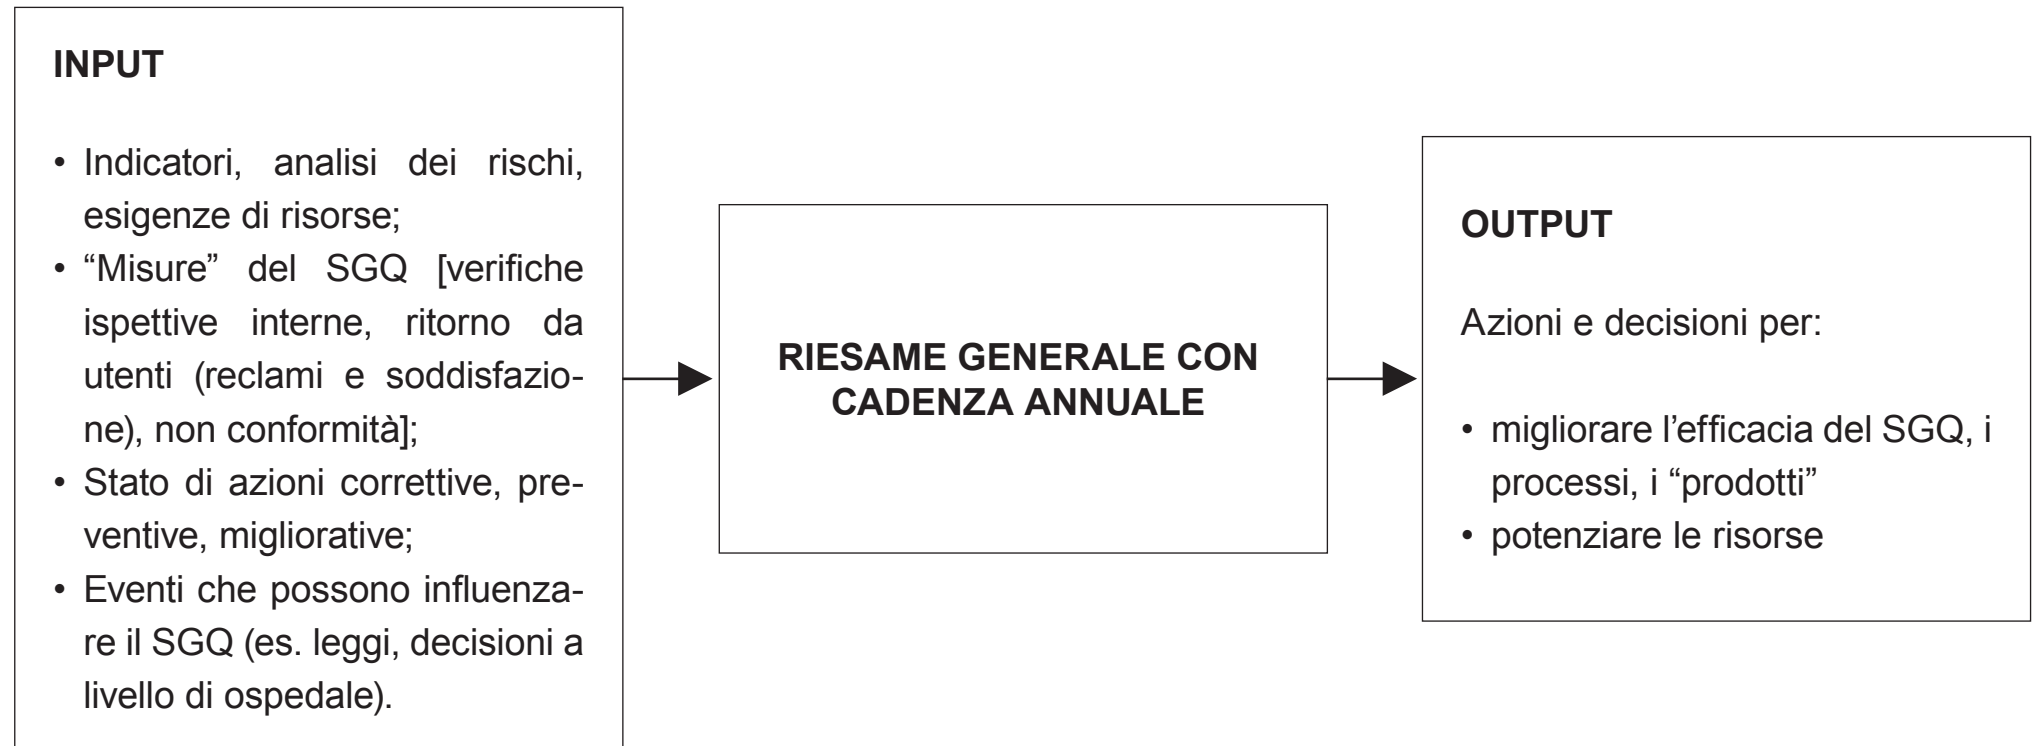 INPUT
• Indicatori, analisi dei rischi,
esigenze di risorse;
• “Misure” del SGQ [verifiche
ispettive interne, ritorno da
utenti (reclami e soddisfazio-
ne), non conformità];
• Stato di azioni correttive, pre-
ventive, migliorative;
• Eventi che possono influenza-
re il SGQ (es. leggi, decisioni a
livello di ospedale).
RIESAME GENERALE CON
CADENZA ANNUALE
OUTPUT
Azioni e decisioni per:
• migliorare l’efficacia del SGQ, i
processi, i “prodotti”
• potenziare le risorse